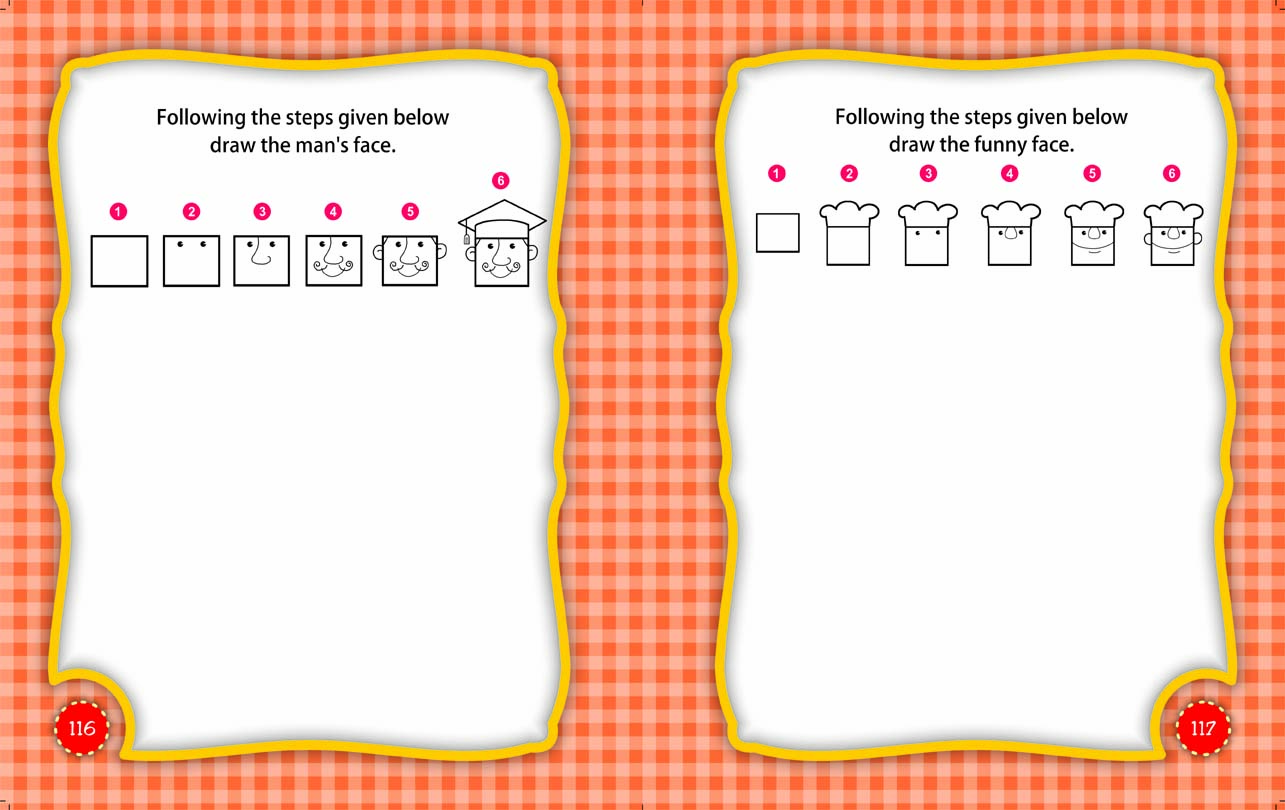 Following the steps given below
draw the man's face.
6
1 2 3 4 5
116
Following the steps given below
draw the funny face.
1 2 3 4 5 6
117